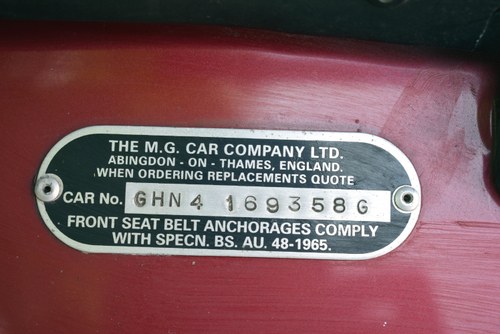 THE M.G. CAR COMPANY LTD.
ABINGDON - ON - THAMES, ENGLAND.
WHEN ORDERING REPLACEMENTS QUOTE
CAR No. GHN4 169358G
FRONT SEAT BELT ANCHORAGES COMPLY
WITH SPECN. BS. AU. 48-1965.